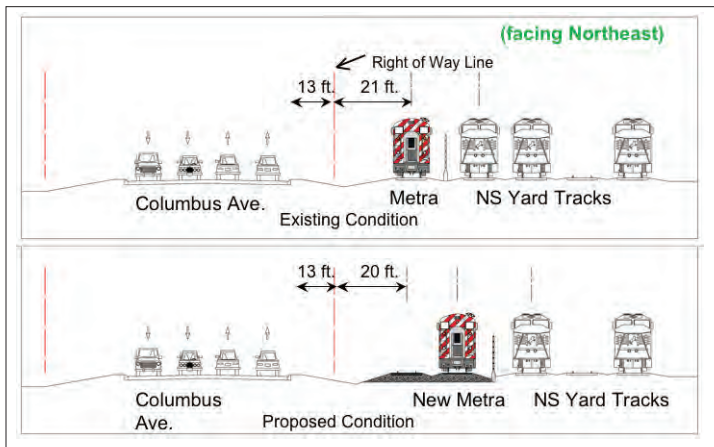 (facing Northeast)
Right of Way Line
13 ft. 21 ft.
Columbus Ave.
Metra
NS Yard Tracks
Existing Condition
13 ft. 20 ft.
Columbus
Ave.
New Metra
NS Yard Tracks
Proposed Condition